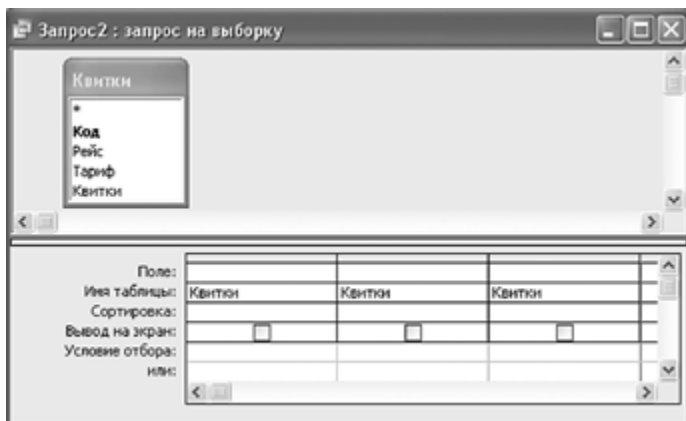 Запрос2 : запрос на выборку
Квитки
*
Код
Рейс
Тариф
Квитки
Поле:
Имя таблицы: Квитки Квитки Квитки
Сортировка:
Вывод на экран:
Условие отбора:
или: